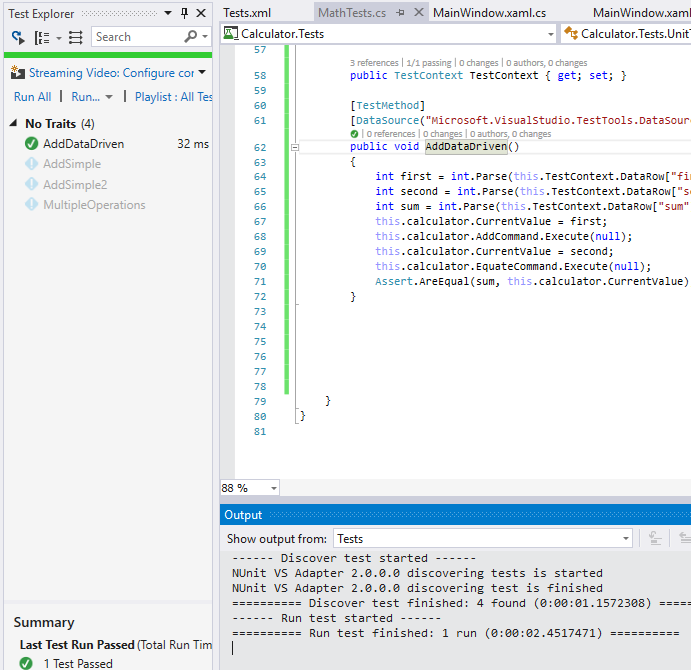 Test Explorer
Search
Streaming Video: Configure cor
Run All | Run... | Playlist : All Tes
No Traits (4)
AddDataDriven 32 ms
AddSimple
AddSimple2
MultipleOperations
Summary
Last Test Run Passed (Total Run Tim
1 Test Passed
Tests.xml MathTests.cs MainWindow.xaml.cs MainWindow.xaml
Calculator.Tests Calculator.Tests.Unit
57
3 references | 1/1 passing | 0 changes | 0 authors, 0 changes
58 public TestContext TestContext { get; set; }
59
60 [TestMethod]
61 [DataSource("Microsoft.VisualStudio.TestTools.DataSour
| 0 references | 0 changes | 0 authors, 0 changes
62 public void AddDataDriven()
63 {
64 int first = int.Parse(this.TestContext.DataRow["fir
65 int second = int.Parse(this.TestContext.DataRow["se
66 int sum = int.Parse(this.TestContext.DataRow["sum"
67 this.calculator.CurrentValue = first;
68 this.calculator.AddCommand.Execute(null);
69 this.calculator.CurrentValue = second;
70 this.calculator.EquateCommand.Execute(null);
71 Assert.AreEqual(sum, this.calculator.CurrentValue)
72 }
73
74
75
76
77
78
79 }
80 }
81
88 %
Output
Show output from: Tests
------ Discover test started ------
NUnit VS Adapter 2.0.0.0 discovering tests is started
NUnit VS Adapter 2.0.0.0 discovering test is finished
========== Discover test finished: 4 found (0:00:01.1572308) =====
------ Run test started ------
========== Run test finished: 1 run (0:00:02.4517471) ==========